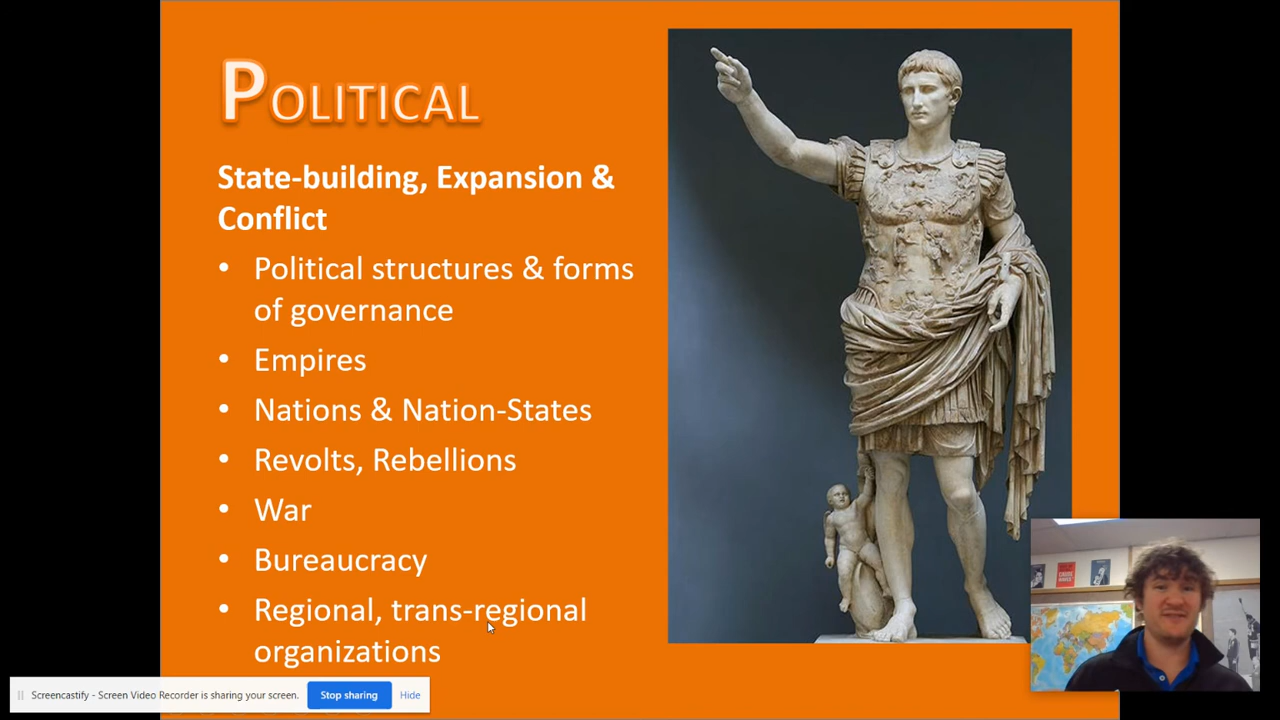 POLITICAL
State-building, Expansion &
Conflict
• Political structures & forms
of governance
• Empires
• Nations & Nation-States
• Revolts, Rebellions
• War
• Bureaucracy
• Regional, trans-regional
organizations
Screencastify - Screen Video Recorder is sharing your screen. Stop sharing Hide